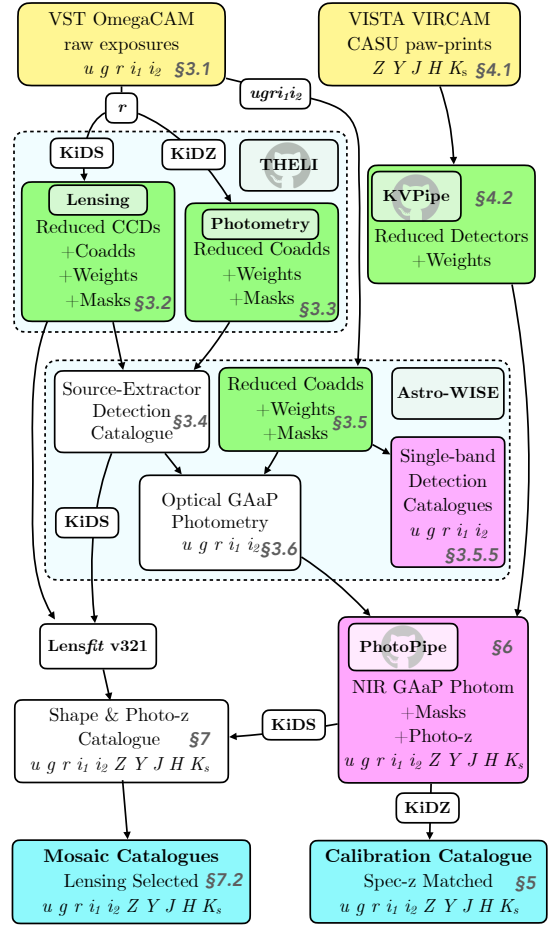 VST OmegaCAM
raw exposures
u g r i₁ i₂ §3.1
VISTA VIRCAM
CASU paw-prints
Z Y J H Kₛ §4.1
ugri₁i₂
r
KiDS
KiDZ
THELI
Lensing
Reduced CCDs
+Coadds
+Weights
+Masks §3.2
Photometry
Reduced Coadds
+Weights
+Masks §3.3
KVPipe §4.2
Reduced Detectors
+Weights
Source-Extractor
Detection
Catalogue §3.4
Reduced Coadds
+Weights
+Masks §3.5
Astro-WISE
Single-band
Detection
Catalogues
u g r i₁ i₂
§3.5.5
Optical GAaP
Photometry
u g r i₁ i₂ §3.6
KiDS
Lensfit v321
PhotoPipe §6
NIR GAaP Photom
+Masks
+Photo-z
u g r i₁ i₂ Z Y J H Kₛ
Shape & Photo-z
Catalogue §7
u g r i₁ i₂ Z Y J H Kₛ
KiDS
KiDZ
Mosaic Catalogues
Lensing Selected §7.2
u g r i₁ i₂ Z Y J H Kₛ
Calibration Catalogue
Spec-z Matched §5
u g r i₁ i₂ Z Y J H Kₛ